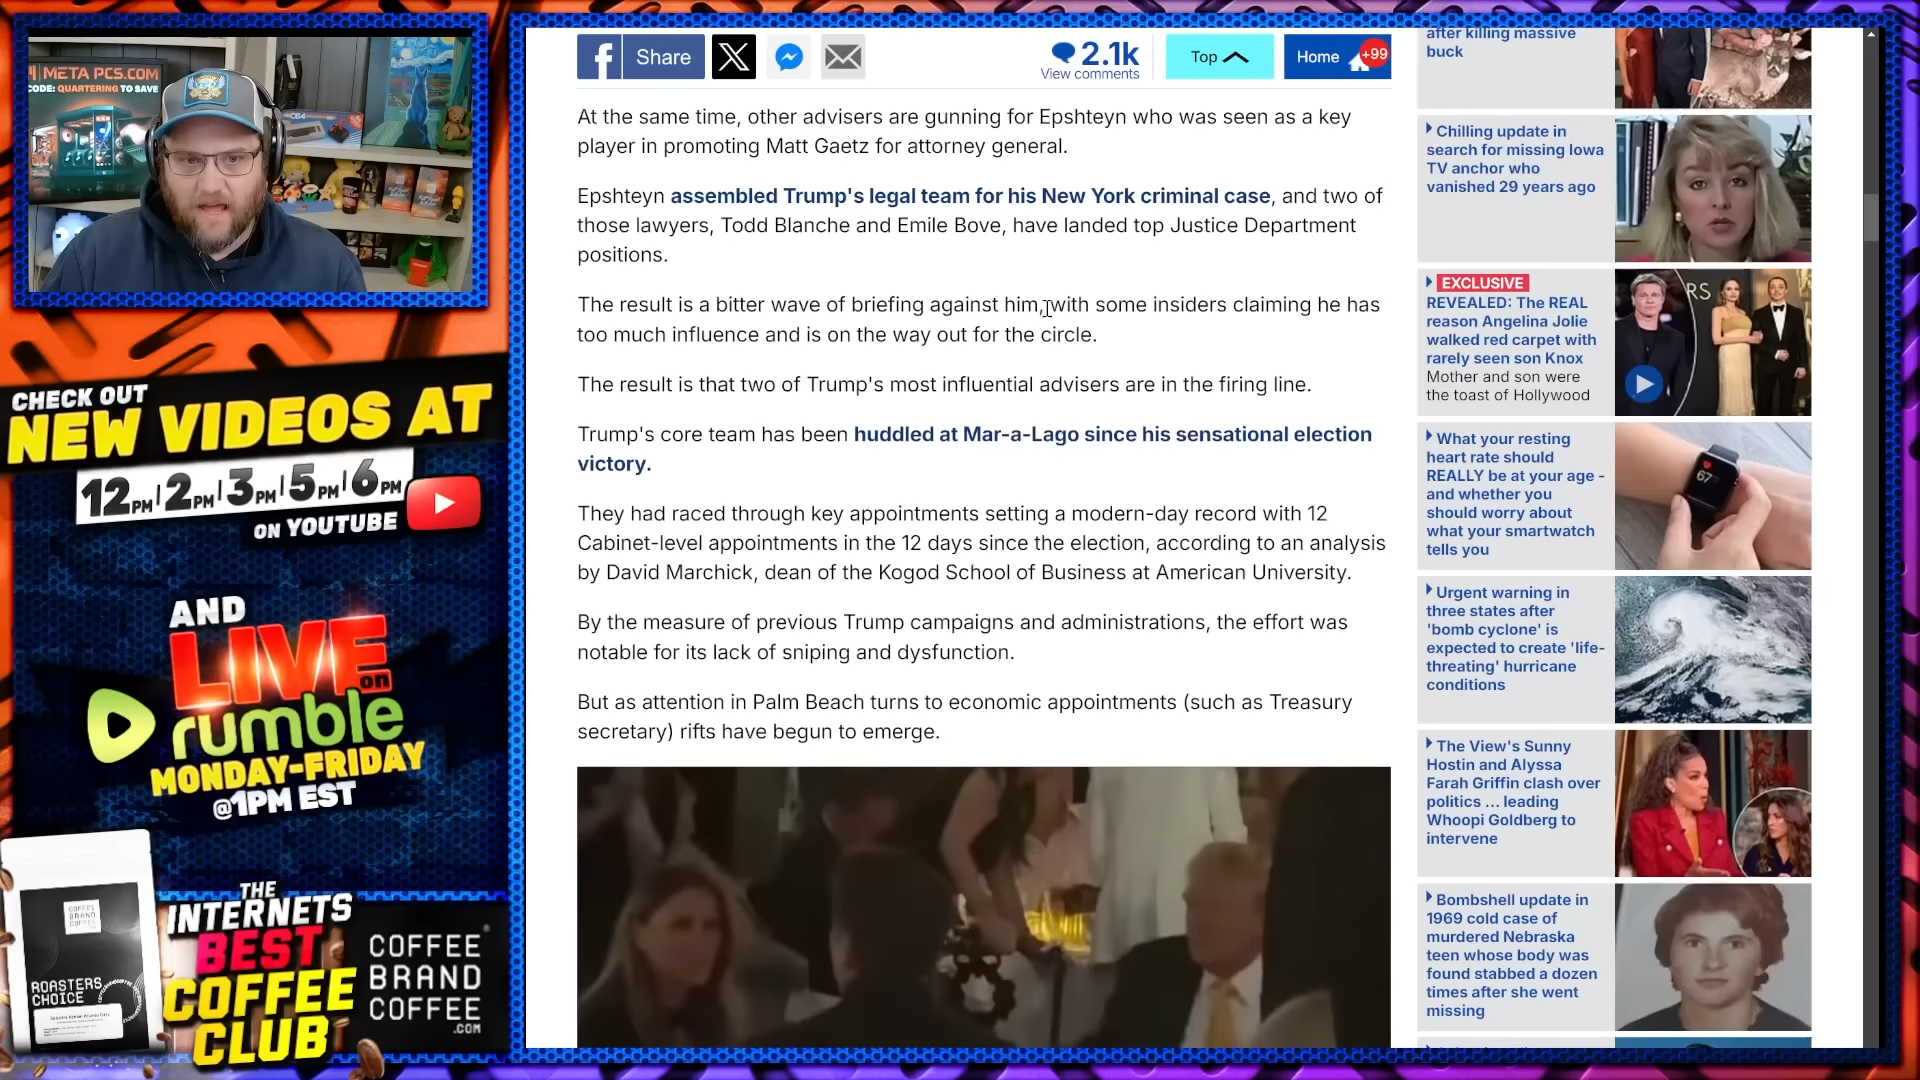 META PCS.COM
CODE: QUARTERING TO SAVE
CHECK OUT
NEW VIDEOS AT
12PM | 2PM | 3PM | 5PM | 6PM
ON YOUTUBE
AND
LIVE
on
rumble
MONDAY-FRIDAY
@1PM EST
COFFEE
BRAND
COFFEE
ROASTERS
CHOICE
THE
INTERNETS
BEST
COFFEE
CLUB
COFFEE
BRAND
COFFEE
.COM
Share
2.1k
View comments
Top
Home
+99
At the same time, other advisers are gunning for Epshteyn who was seen as a key
player in promoting Matt Gaetz for attorney general.
Epshteyn assembled Trump's legal team for his New York criminal case, and two of
those lawyers, Todd Blanche and Emile Bove, have landed top Justice Department
positions.
The result is a bitter wave of briefing against him, with some insiders claiming he has
too much influence and is on the way out for the circle.
The result is that two of Trump's most influential advisers are in the firing line.
Trump's core team has been huddled at Mar-a-Lago since his sensational election
victory.
They had raced through key appointments setting a modern-day record with 12
Cabinet-level appointments in the 12 days since the election, according to an analysis
by David Marchick, dean of the Kogod School of Business at American University.
By the measure of previous Trump campaigns and administrations, the effort was
notable for its lack of sniping and dysfunction.
But as attention in Palm Beach turns to economic appointments (such as Treasury
secretary) rifts have begun to emerge.
after killing massive
buck
Chilling update in
search for missing Iowa
TV anchor who
vanished 29 years ago
EXCLUSIVE
REVEALED: The REAL
reason Angelina Jolie
walked red carpet with
rarely seen son Knox
Mother and son were
the toast of Hollywood
RS
What your resting
heart rate should
REALLY be at your age -
and whether you
should worry about
what your smartwatch
tells you
67
Urgent warning in
three states after
'bomb cyclone' is
expected to create 'life-
threating' hurricane
conditions
The View's Sunny
Hostin and Alyssa
Farah Griffin clash over
politics ... leading
Whoopi Goldberg to
intervene
Bombshell update in
1969 cold case of
murdered Nebraska
teen whose body was
found stabbed a dozen
times after she went
missing